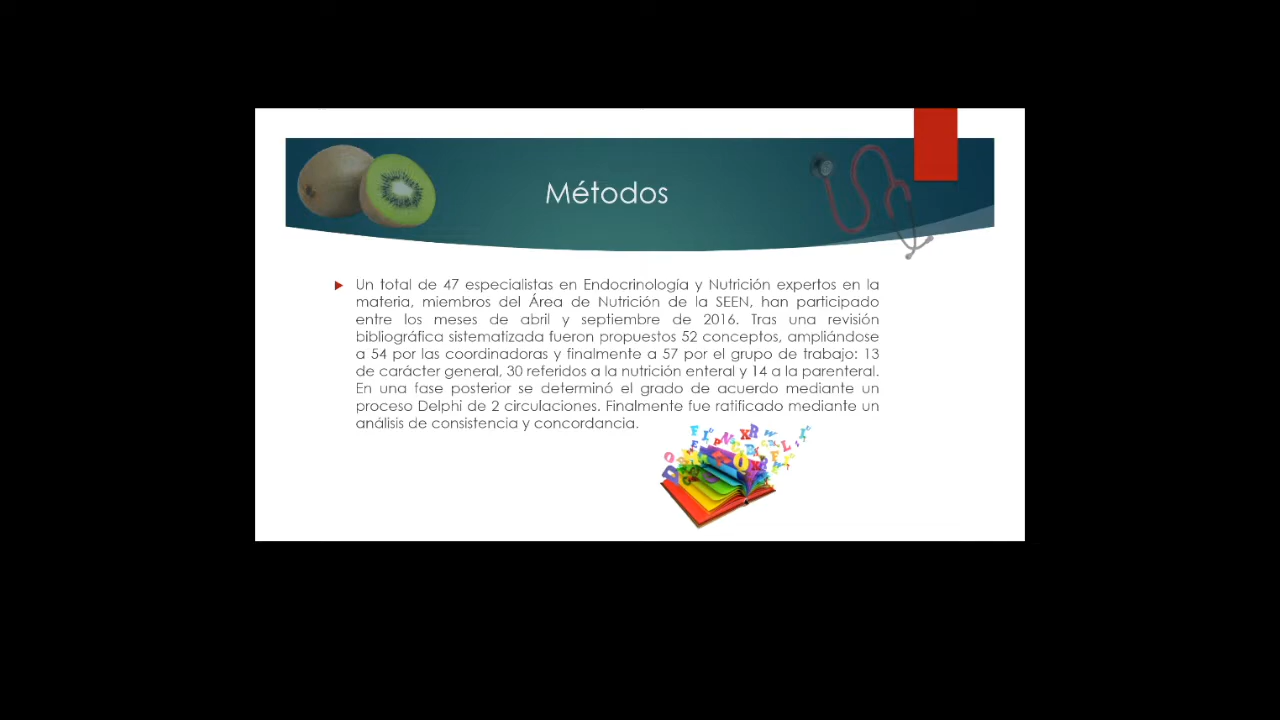 Métodos
Un total de 47 especialistas en Endocrinología y Nutrición expertos en la
materia, miembros del Área de Nutrición de la SEEN, han participado
entre los meses de abril y septiembre de 2016. Tras una revisión
bibliográfica sistematizada fueron propuestos 52 conceptos, ampliándose
a 54 por las coordinadoras y finalmente a 57 por el grupo de trabajo: 13
de carácter general, 30 referidos a la nutrición enteral y 14 a la parenteral.
En una fase posterior se determinó el grado de acuerdo mediante un
proceso Delphi de 2 circulaciones. Finalmente fue ratificado mediante un
análisis de consistencia y concordancia.